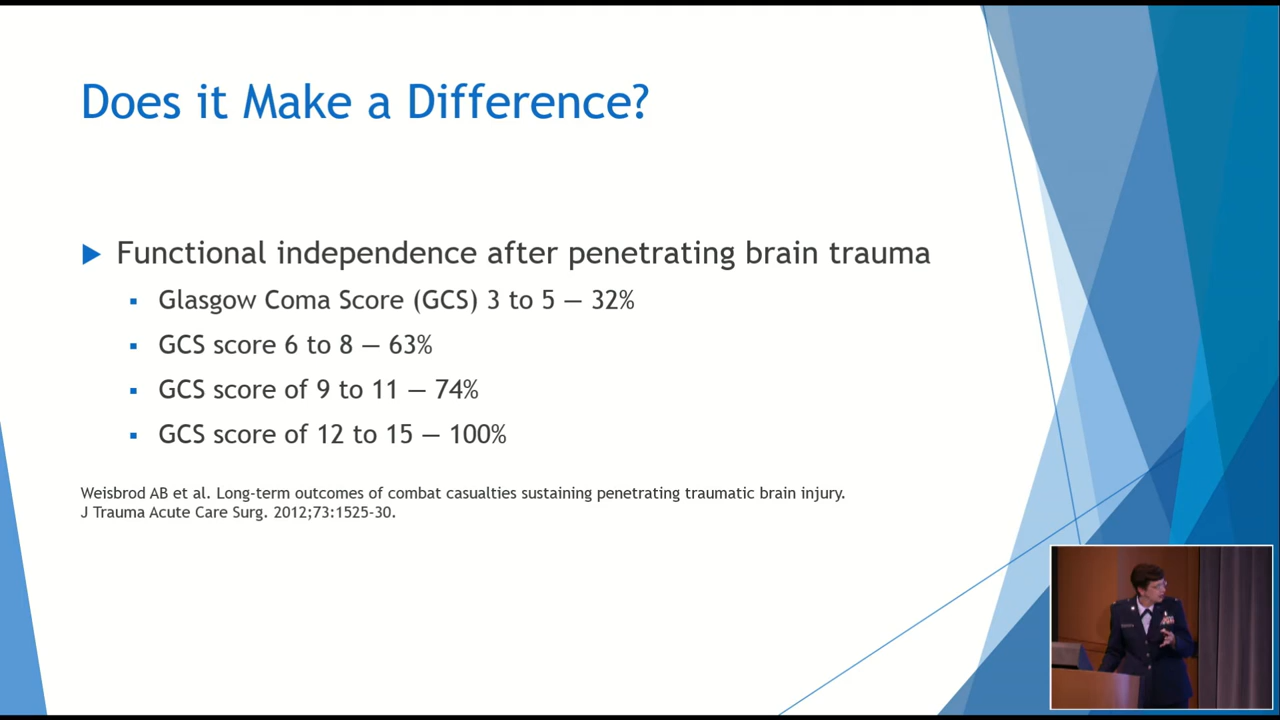 Does it Make a Difference?
Functional independence after penetrating brain trauma
Glasgow Coma Score (GCS) 3 to 5 — 32%
GCS score 6 to 8 — 63%
GCS score of 9 to 11 — 74%
GCS score of 12 to 15 — 100%
Weisbrod AB et al. Long-term outcomes of combat casualties sustaining penetrating traumatic brain injury.
J Trauma Acute Care Surg. 2012;73:1525-30.